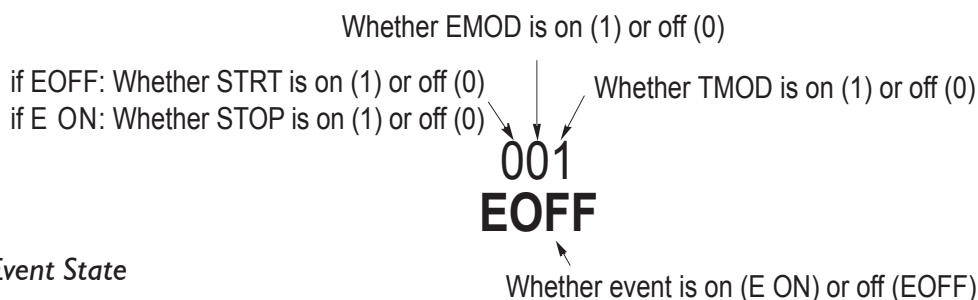 Whether EMOD is on (1) or off (0)
if EOFF: Whether STRT is on (1) or off (0)
if E ON: Whether STOP is on (1) or off (0)
Whether TMOD is on (1) or off (0)
001
EOFF
Event State
Whether event is on (E ON) or off (EOFF)